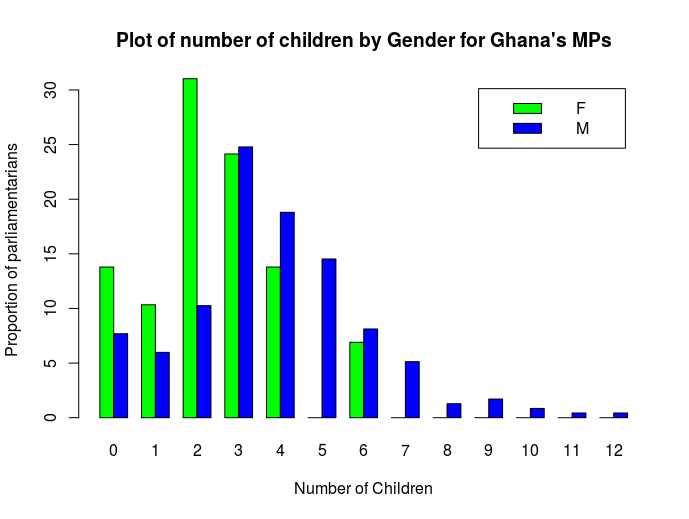 Plot of number of children by Gender for Ghana's MPs
Proportion of parliamentarians
30
25
20
15
10
5
0
F
M
0 1 2 3 4 5 6 7 8 9 10 11 12
Number of Children